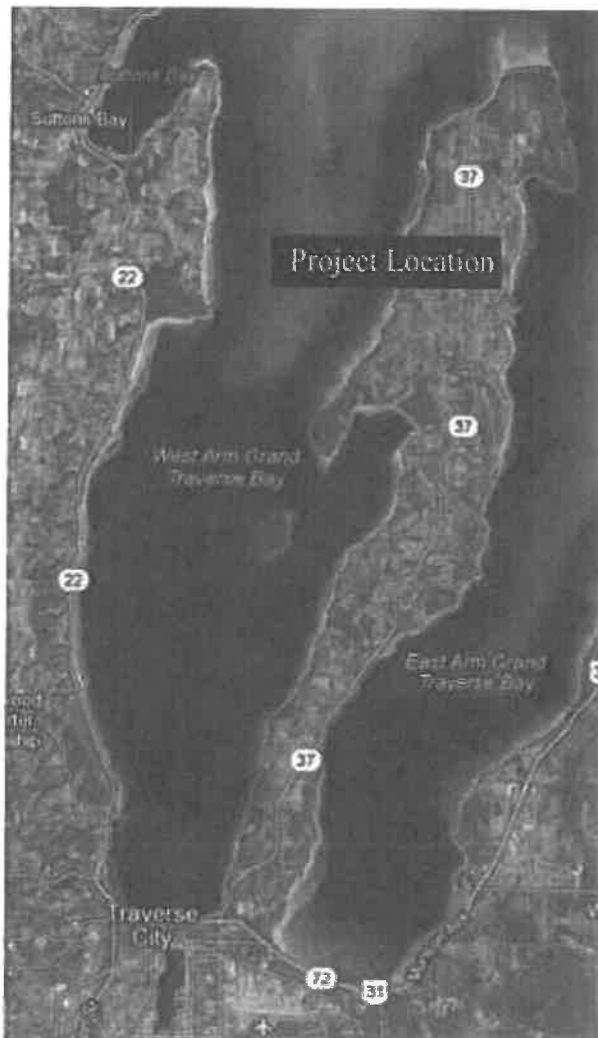 Suttons Bay
Suttons Bay
37
22
Project Location
37
West Arm Grand
Traverse Bay
22
East Arm Grand
Traverse Bay
37
Traverse
City
72
31